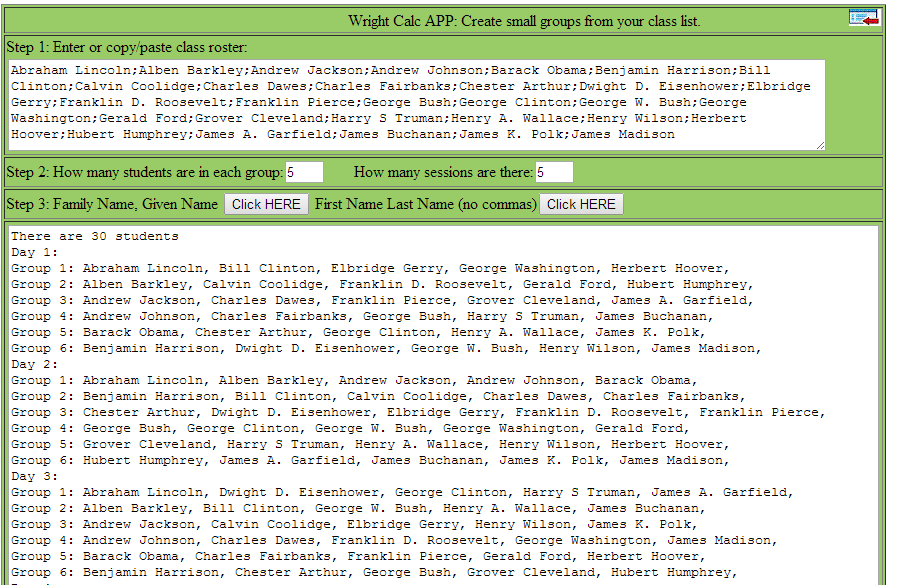 Wright Calc APP: Create small groups from your class list.
Step 1: Enter or copy/paste class roster:
Abraham Lincoln;Alben Barkley;Andrew Jackson;Andrew Johnson;Barack Obama;Benjamin Harrison;Bill
Clinton;Calvin Coolidge;Charles Dawes;Charles Fairbanks;Chester Arthur;Dwight D. Eisenhower;Elbridge
Gerry;Franklin D. Roosevelt;Franklin Pierce;George Bush;George Clinton;George W. Bush;George
Washington;Gerald Ford;Grover Cleveland;Harry S Truman;Henry A. Wallace;Henry Wilson;Herbert
Hoover;Hubert Humphrey;James A. Garfield;James Buchanan;James K. Polk;James Madison
Step 2: How many students are in each group: 5 How many sessions are there: 5
Step 3: Family Name, Given Name Click HERE First Name Last Name (no commas) Click HERE
There are 30 students
Day 1:
Group 1: Abraham Lincoln, Bill Clinton, Elbridge Gerry, George Washington, Herbert Hoover,
Group 2: Alben Barkley, Calvin Coolidge, Franklin D. Roosevelt, Gerald Ford, Hubert Humphrey,
Group 3: Andrew Jackson, Charles Dawes, Franklin Pierce, Grover Cleveland, James A. Garfield,
Group 4: Andrew Johnson, Charles Fairbanks, George Bush, Harry S Truman, James Buchanan,
Group 5: Barack Obama, Chester Arthur, George Clinton, Henry A. Wallace, James K. Polk,
Group 6: Benjamin Harrison, Dwight D. Eisenhower, George W. Bush, Henry Wilson, James Madison,
Day 2:
Group 1: Abraham Lincoln, Alben Barkley, Andrew Jackson, Andrew Johnson, Barack Obama,
Group 2: Benjamin Harrison, Bill Clinton, Calvin Coolidge, Charles Dawes, Charles Fairbanks,
Group 3: Chester Arthur, Dwight D. Eisenhower, Elbridge Gerry, Franklin D. Roosevelt, Franklin Pierce,
Group 4: George Bush, George Clinton, George W. Bush, George Washington, Gerald Ford,
Group 5: Grover Cleveland, Harry S Truman, Henry A. Wallace, Henry Wilson, Herbert Hoover,
Group 6: Hubert Humphrey, James A. Garfield, James Buchanan, James K. Polk, James Madison,
Day 3:
Group 1: Abraham Lincoln, Dwight D. Eisenhower, George Clinton, Harry S Truman, James A. Garfield,
Group 2: Alben Barkley, Bill Clinton, George W. Bush, Henry A. Wallace, James Buchanan,
Group 3: Andrew Jackson, Calvin Coolidge, Elbridge Gerry, Henry Wilson, James K. Polk,
Group 4: Andrew Johnson, Charles Dawes, Franklin D. Roosevelt, George Washington, James Madison,
Group 5: Barack Obama, Charles Fairbanks, Franklin Pierce, Gerald Ford, Herbert Hoover,
Group 6: Benjamin Harrison, Chester Arthur, George Bush, Grover Cleveland, Hubert Humphrey,